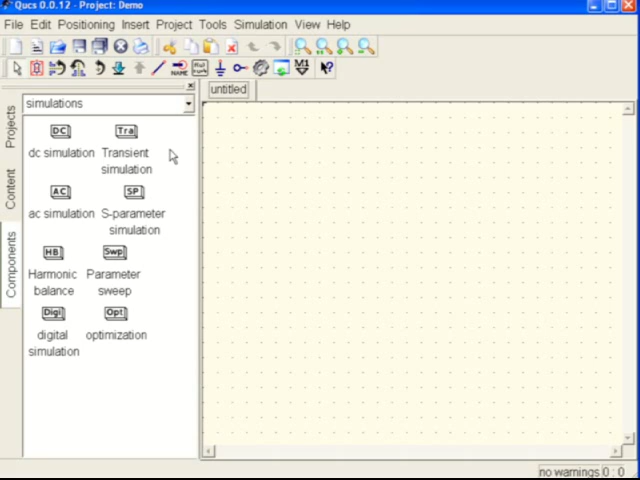 Qucs 0.0.12 - Project: Demo
File Edit Positioning Insert Project Tools Simulation View Help
NAME
M1
Projects
Content
Components
simulations
untitled
DC
Tra
dc simulation
Transient
simulation
AC
SP
ac simulation
S-parameter
simulation
HB
Swp
Harmonic
balance
Parameter
sweep
Digi
Opt
digital
simulation
optimization
no warnings 0 : 0